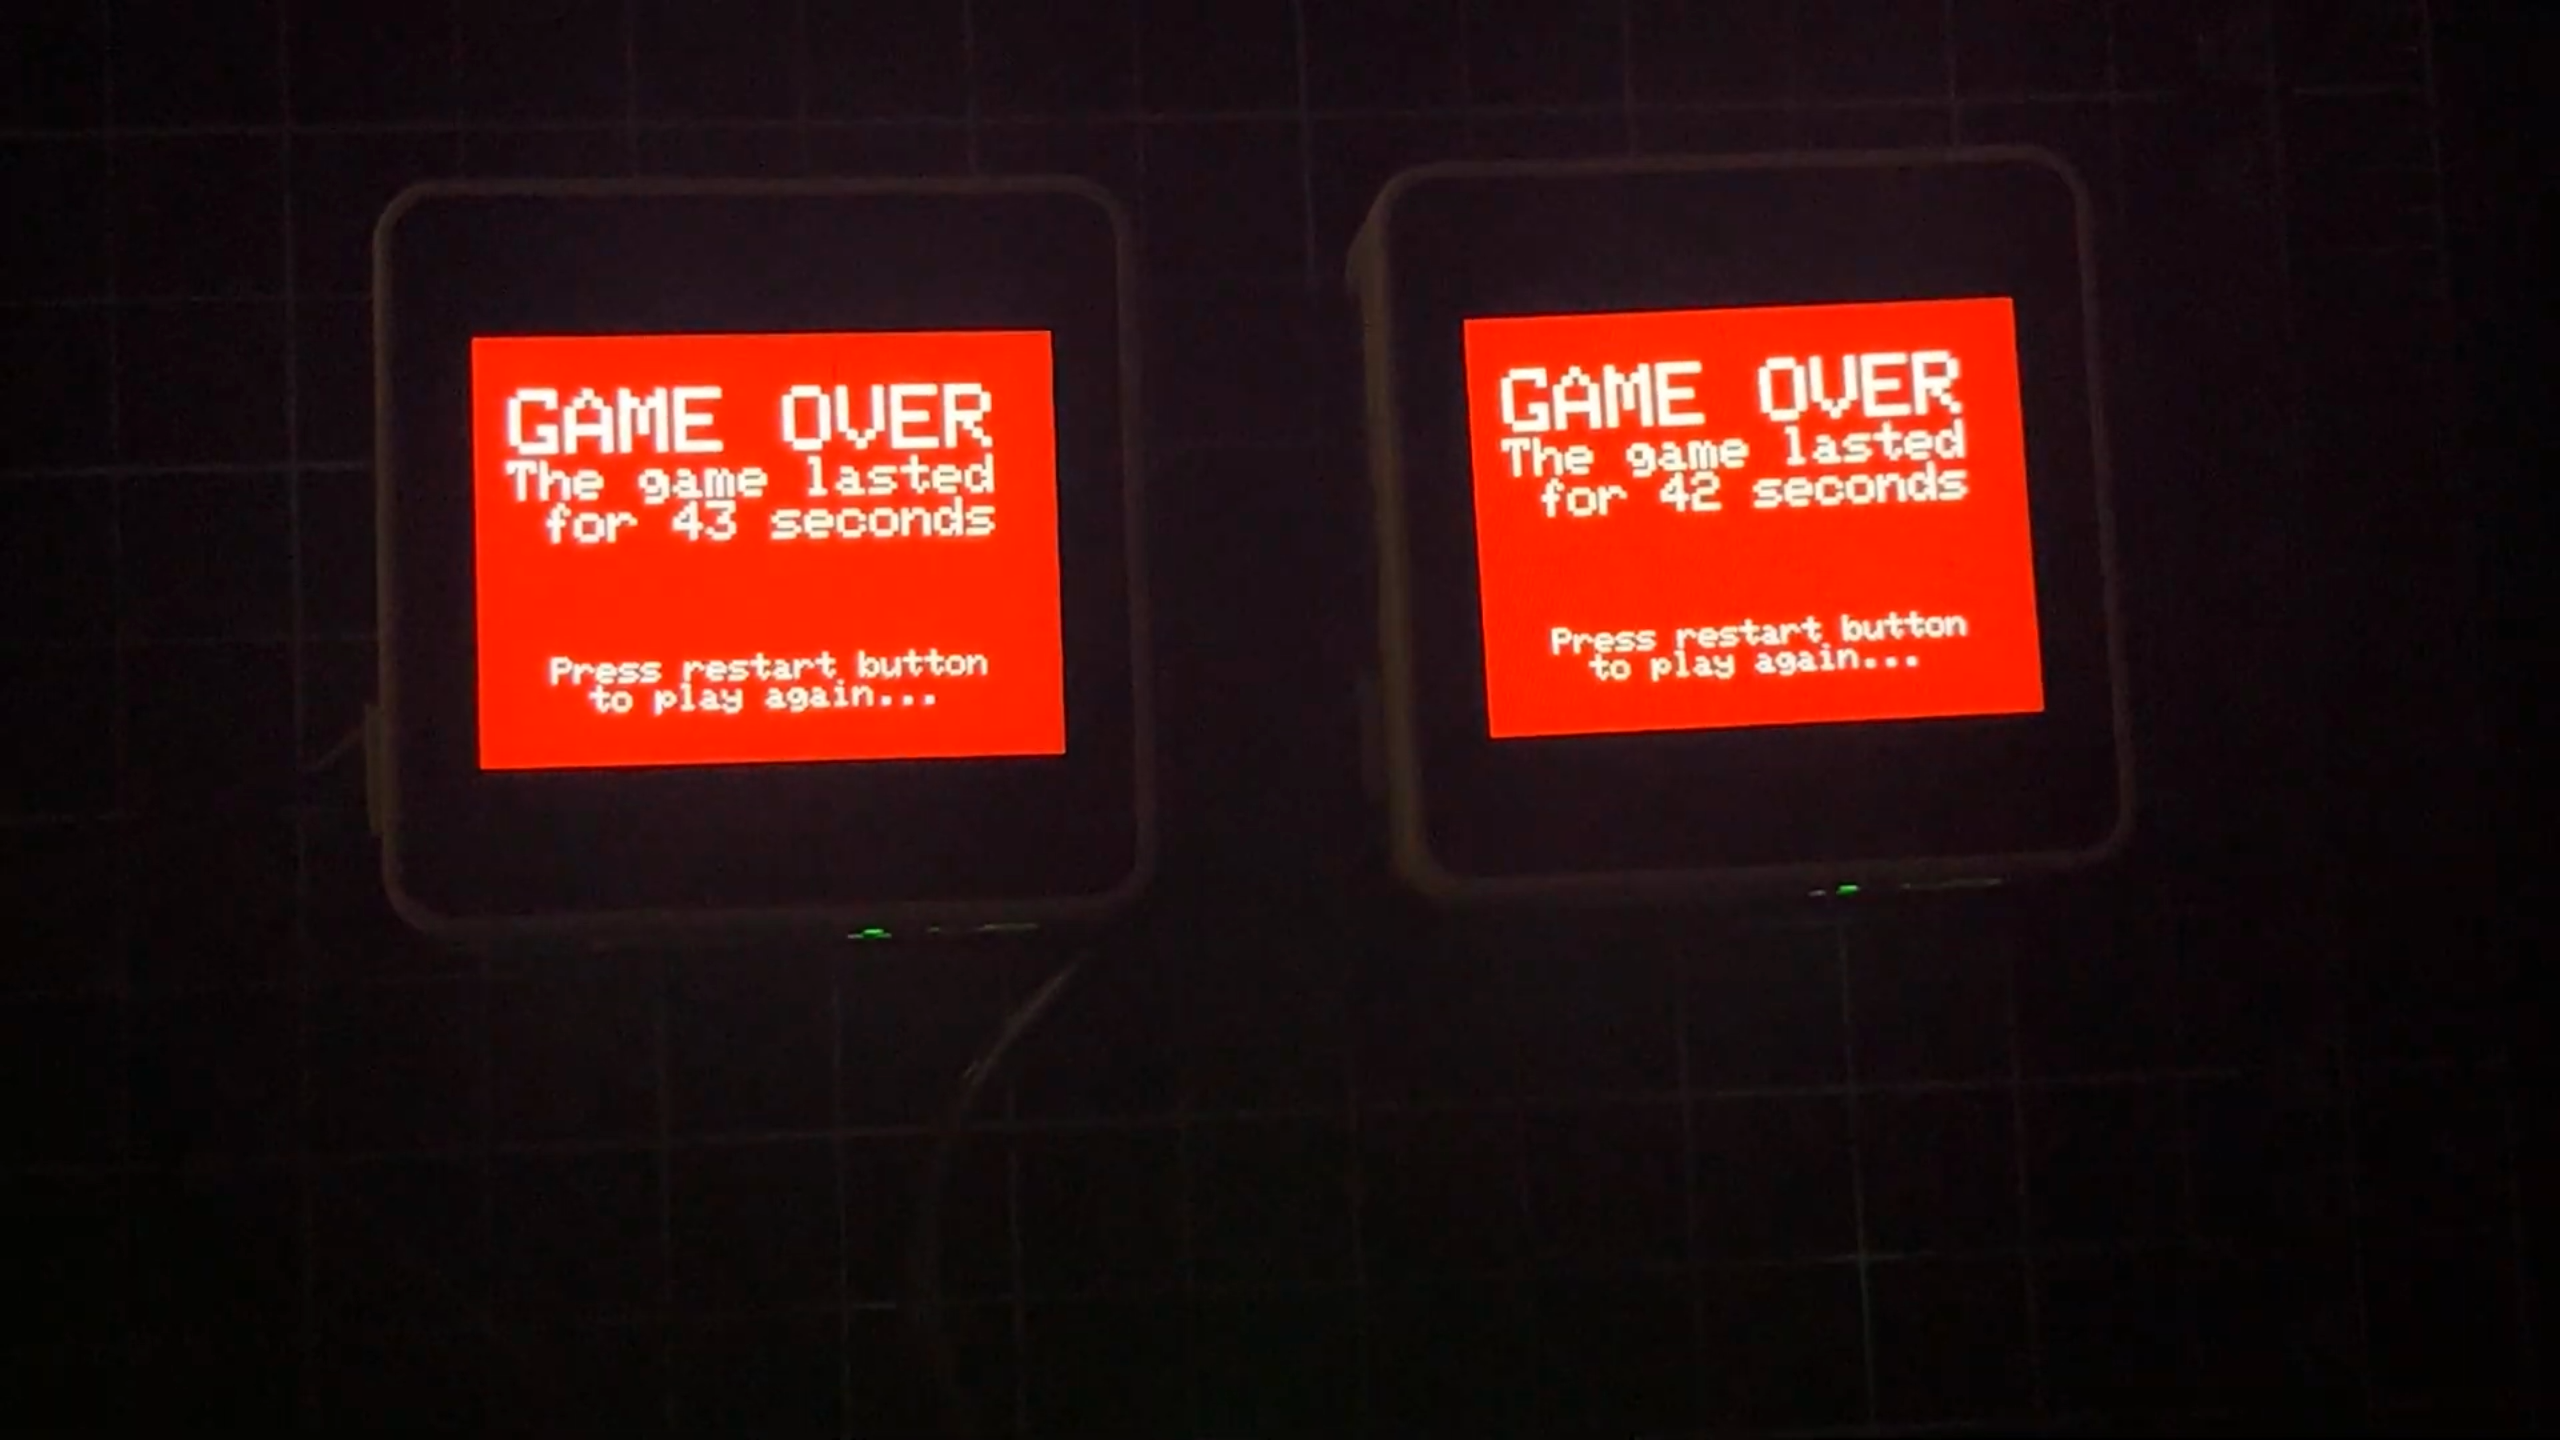 GAME OVER
The game lasted
for 43 seconds
Press restart button
to play again...
GAME OVER
The game lasted
for 42 seconds
Press restart button
to play again...